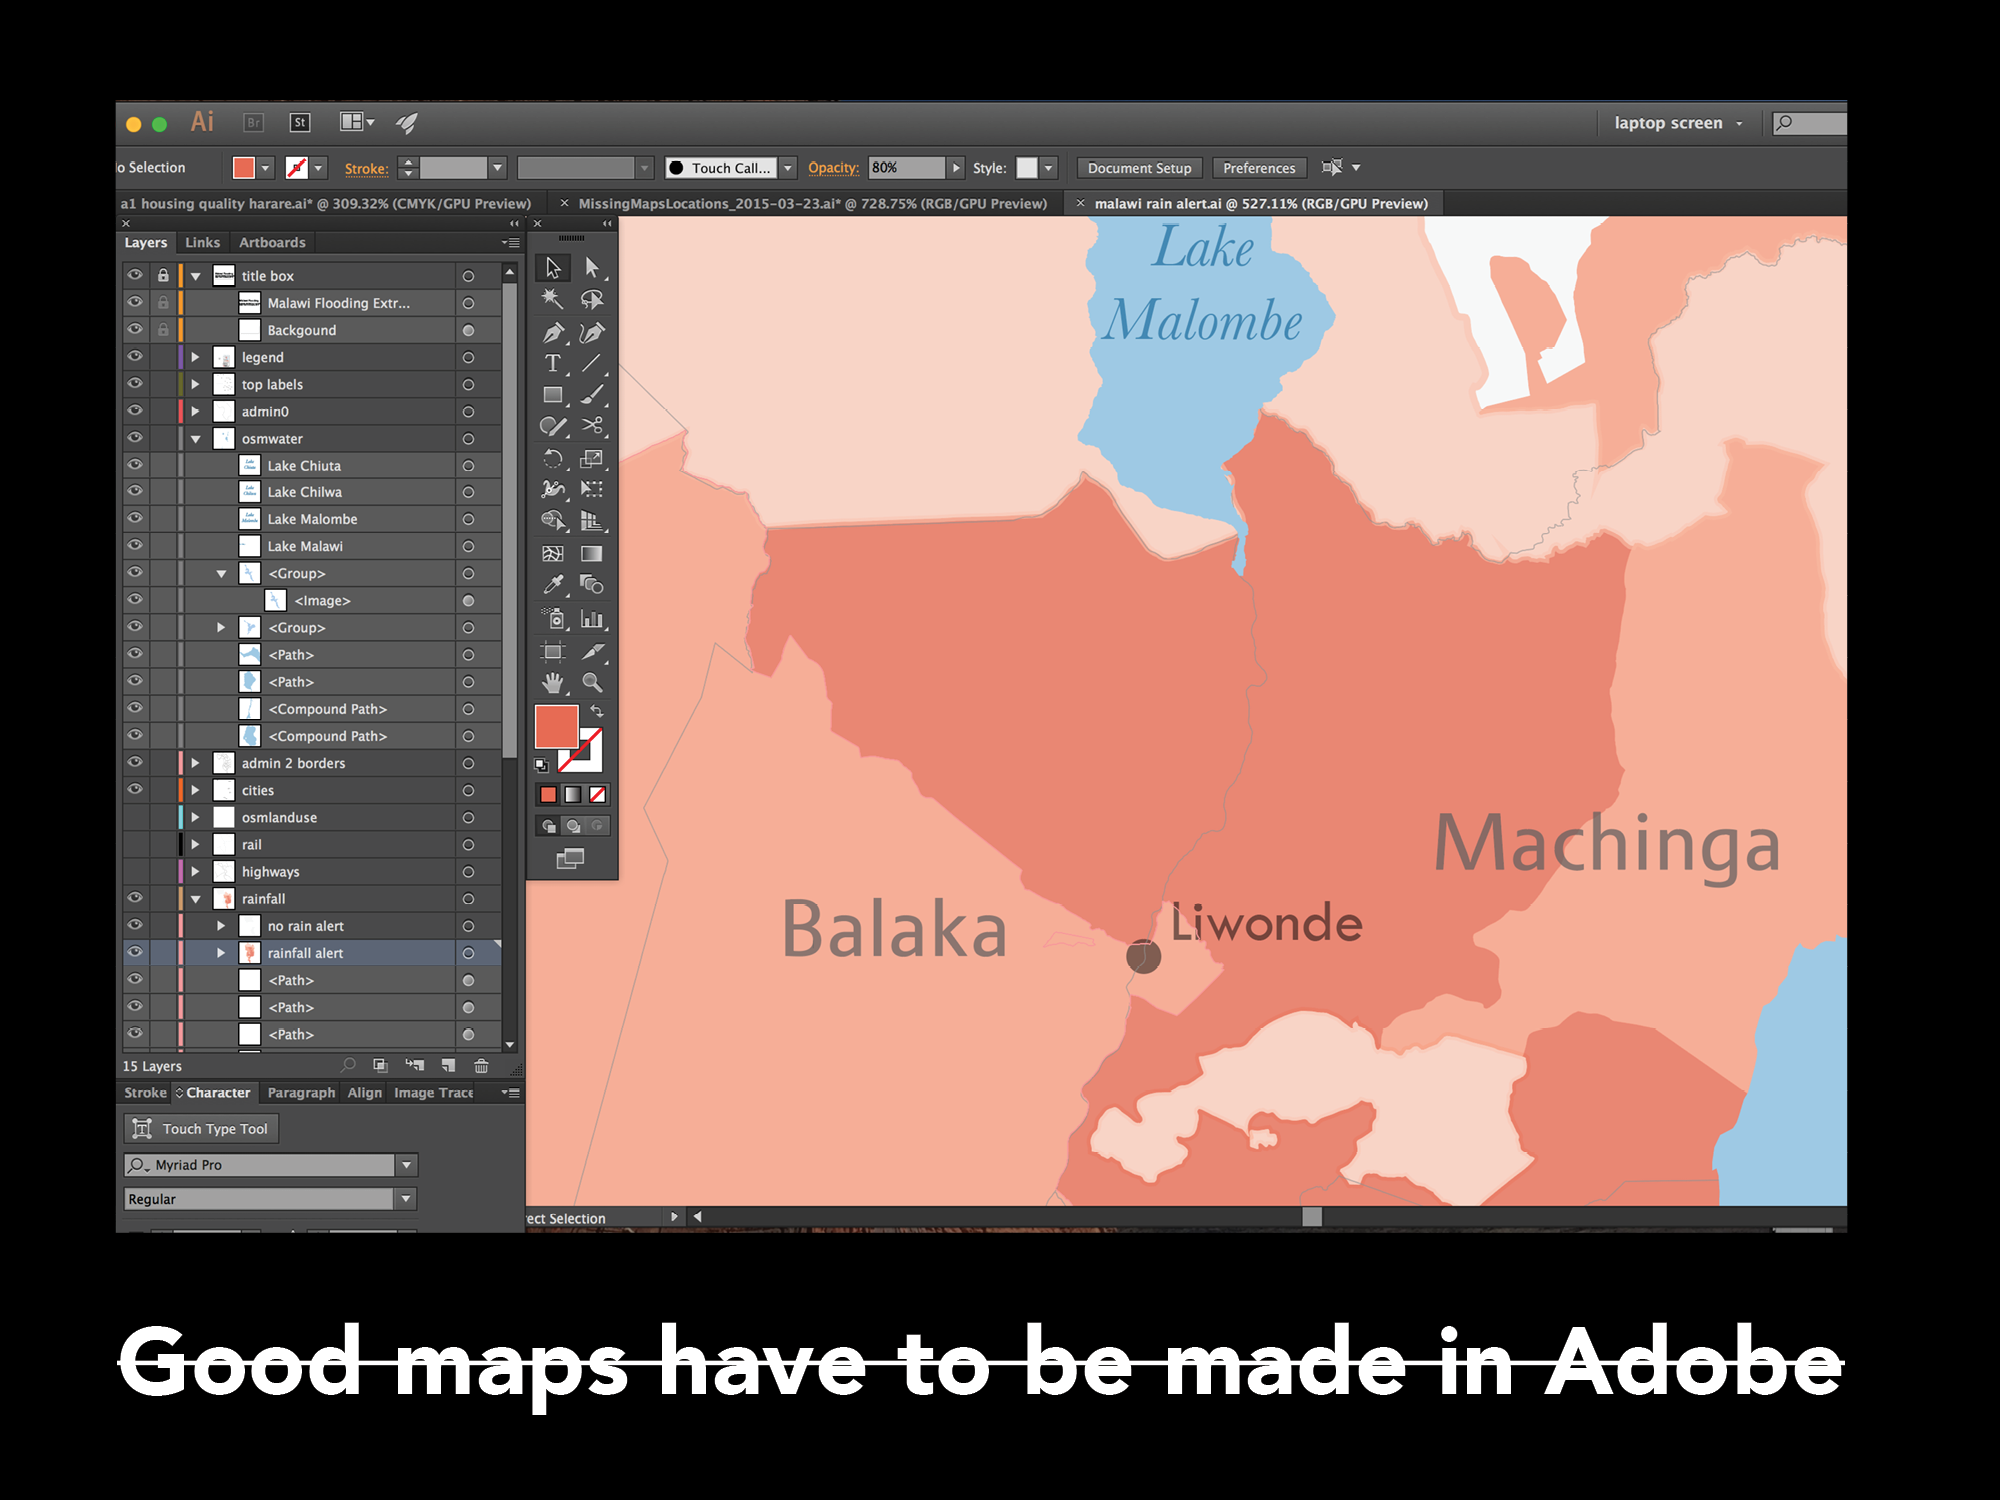 Ai Br St laptop screen
o Selection Stroke: Touch Call... Opacity: 80% Style: Document Setup Preferences
a1 housing quality harare.ai* @ 309.32% (CMYK/GPU Preview) × MissingMapsLocations_2015-03-23.ai* @ 728.75% (RGB/GPU Preview) × malawi rain alert.ai @ 527.11% (RGB/GPU Preview)
Layers Links Artboards
title box
Malawi Flooding Extr...
Backgound
legend
top labels
admin0
osmwater
Lake Chiuta
Lake Chilwa
Lake Malombe
Lake Malawi
<Group>
<Image>
<Group>
<Path>
<Path>
<Compound Path>
<Compound Path>
admin 2 borders
cities
osmlanduse
rail
highways
rainfall
no rain alert
rainfall alert
<Path>
<Path>
<Path>
15 Layers
Stroke Character Paragraph Align Image Trace
Touch Type Tool
Myriad Pro
Regular
Lake
Malombe
Machinga
Balaka
Liwonde
rect Selection
Good maps have to be made in Adobe